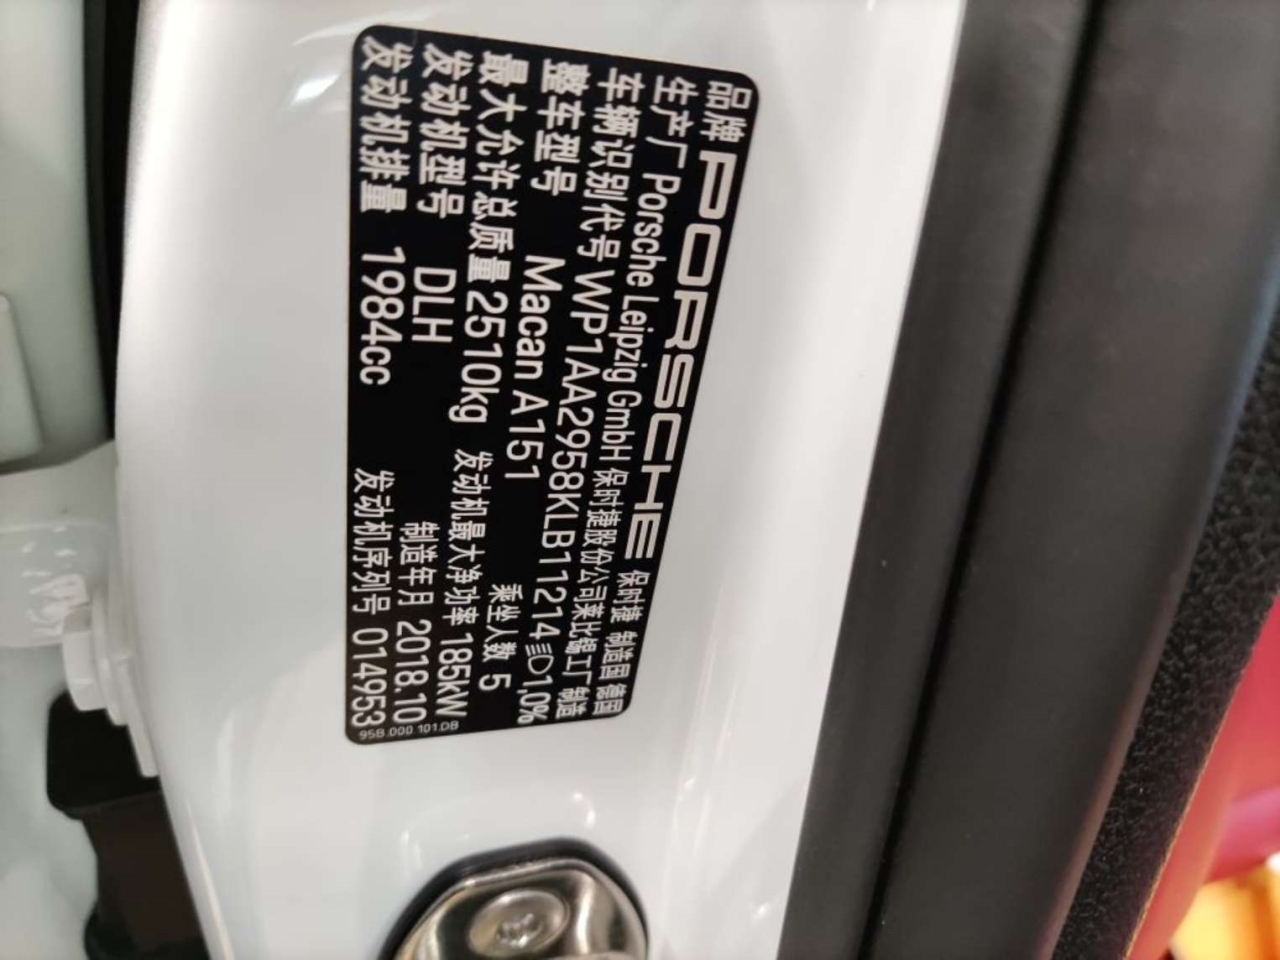 品牌 PORSCHE 保时捷 制造国 德国
生产厂 Porsche Leipzig GmbH 保时捷股份公司莱比锡工厂 制造
车辆识别代号 WP1AA2958KLB11214 1,0%
整车型号 Macan A151 乘坐人数 5
最大允许总质量 2510kg 发动机最大净功率 185kW
发动机型号 DLH 制造年月 2018.10
发动机排量 1984cc 发动机序列号 014953
95B.000.101.DB